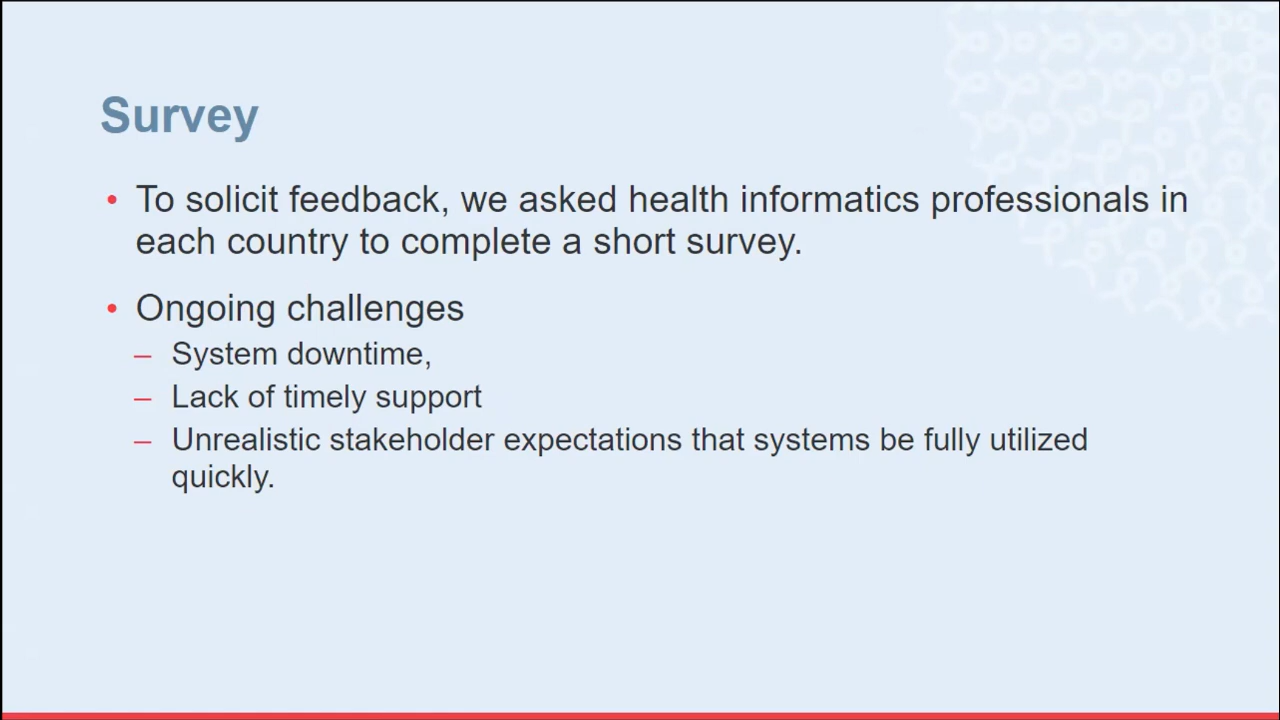 Survey
• To solicit feedback, we asked health informatics professionals in
each country to complete a short survey.
• Ongoing challenges
– System downtime,
– Lack of timely support
– Unrealistic stakeholder expectations that systems be fully utilized
quickly.